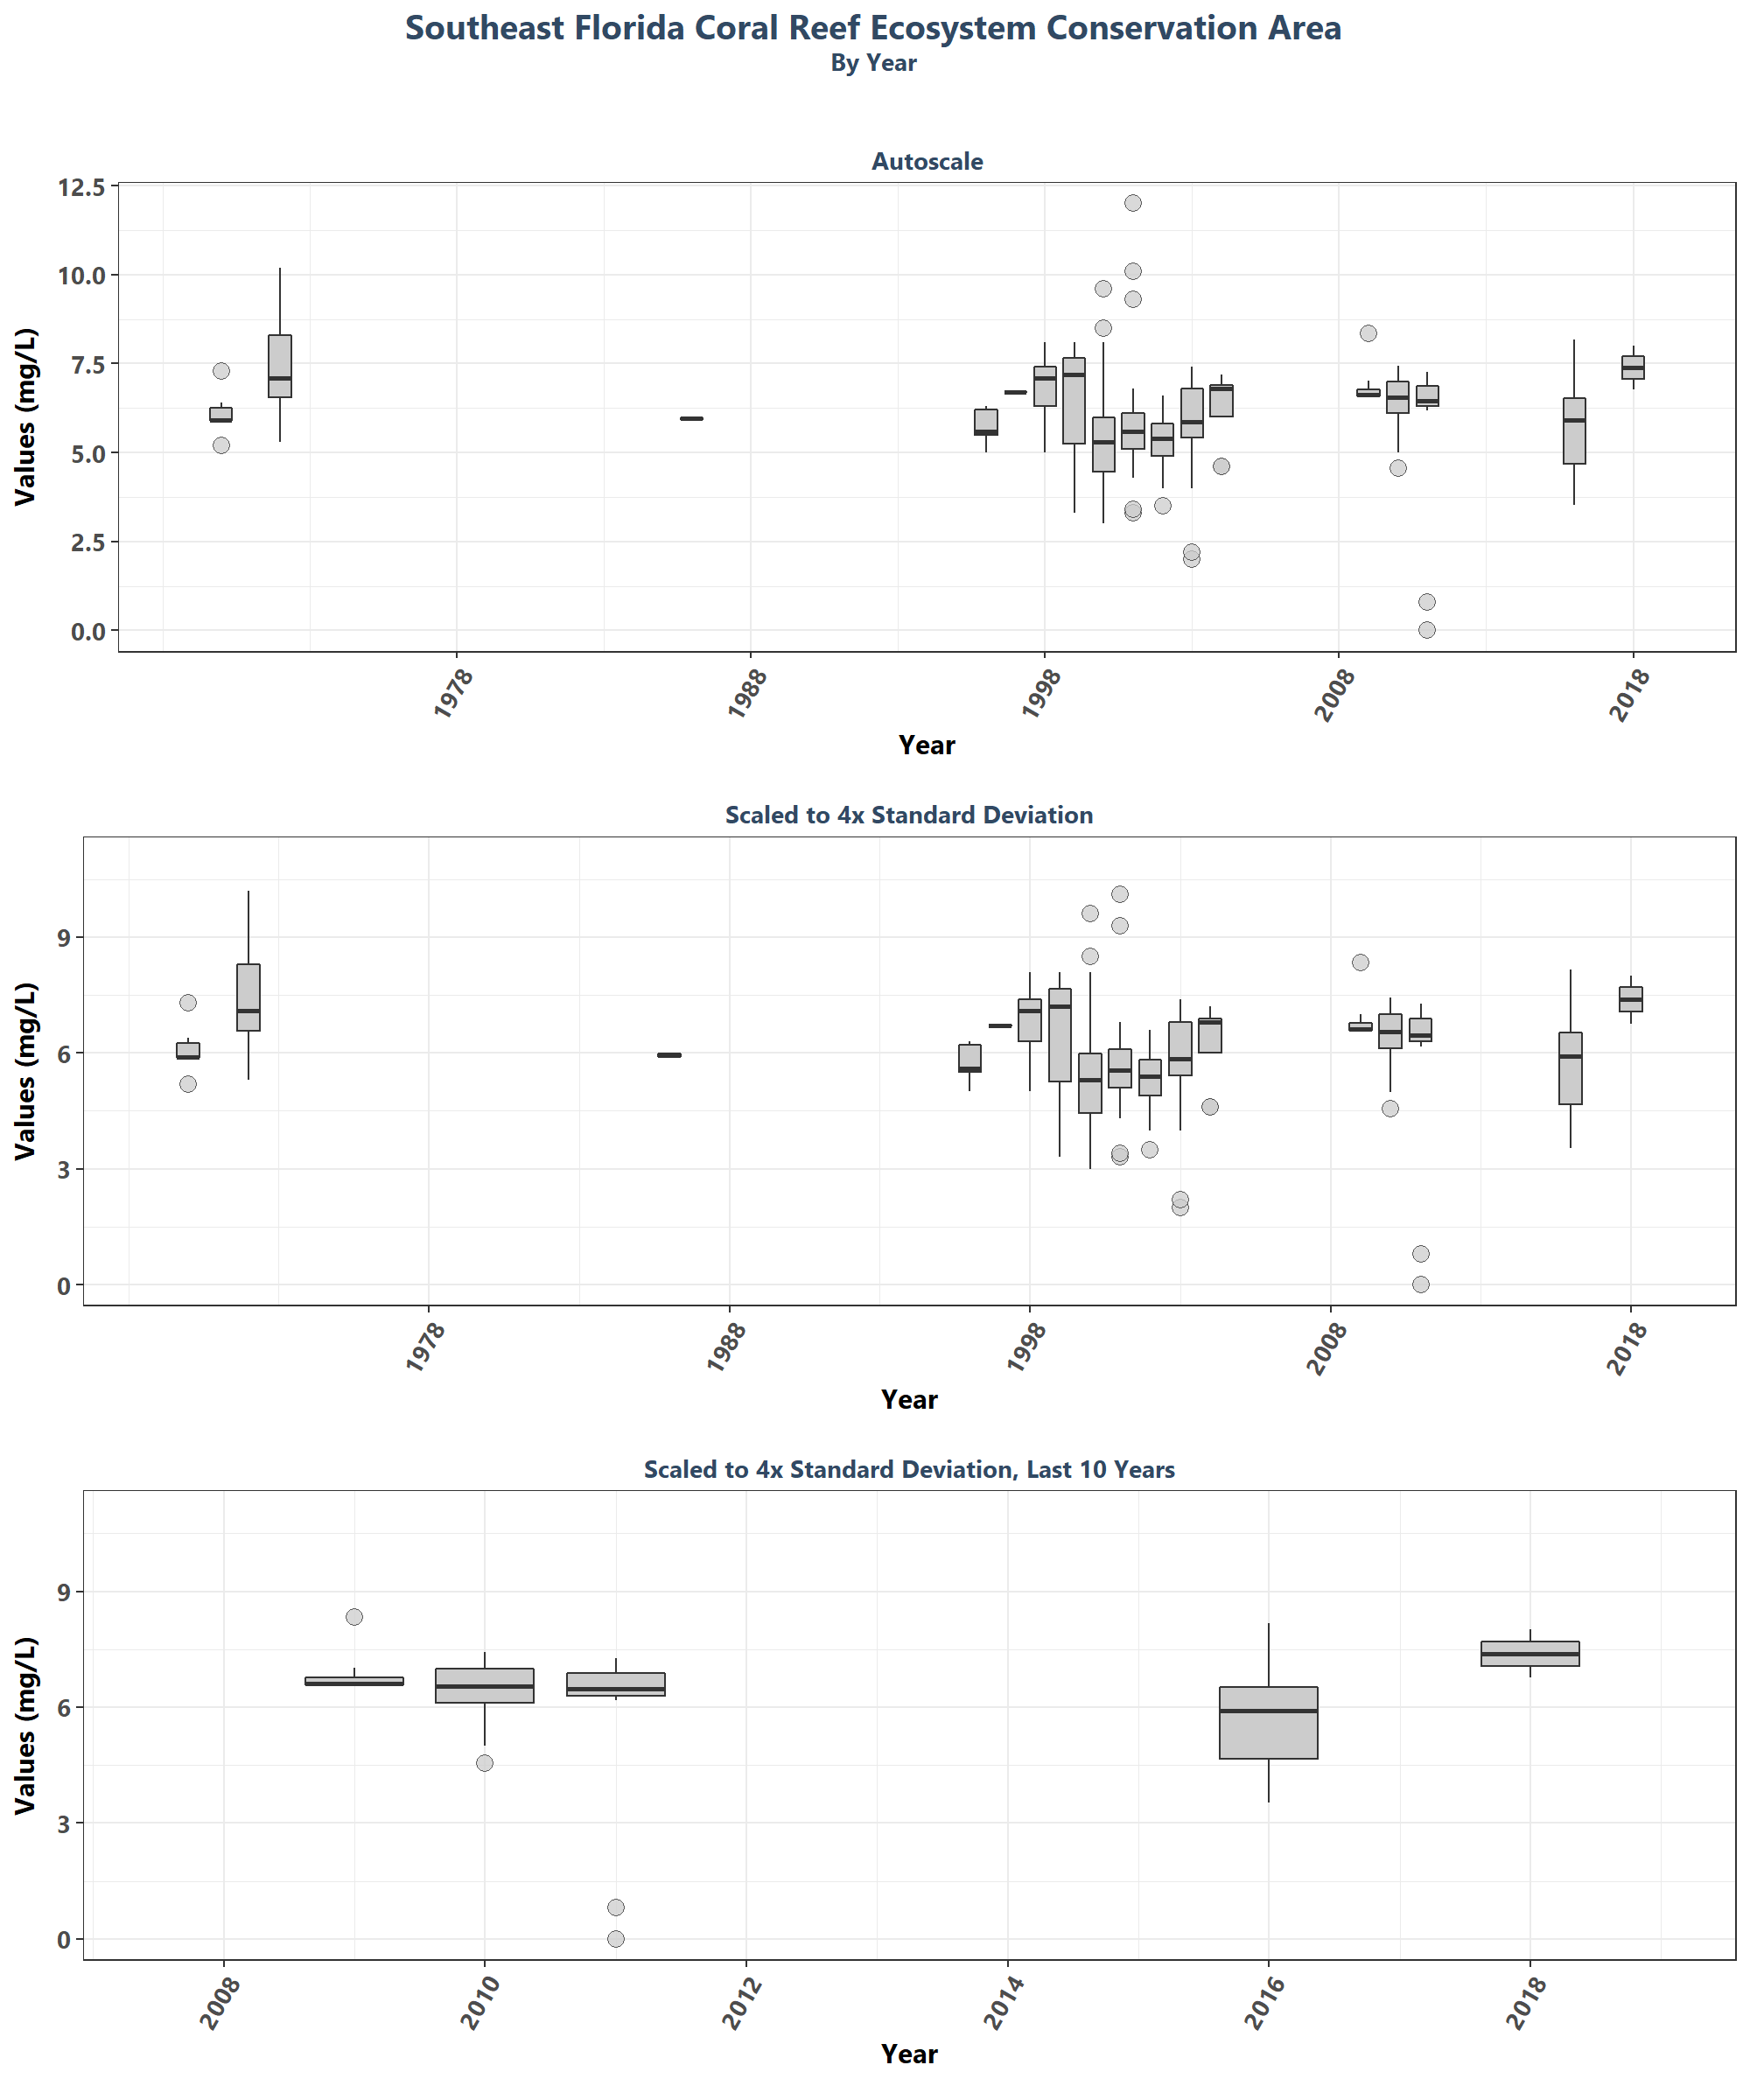 Southeast Florida Coral Reef Ecosystem Conservation Area
By Year
Autoscale
Values (mg/L)
12.5
10.0
7.5
5.0
2.5
0.0
1978
1988
1998
2008
2018
Year
Scaled to 4x Standard Deviation
Values (mg/L)
9
6
3
0
1978
1988
1998
2008
2018
Year
Scaled to 4x Standard Deviation, Last 10 Years
Values (mg/L)
9
6
3
0
2008
2010
2012
2014
2016
2018
Year